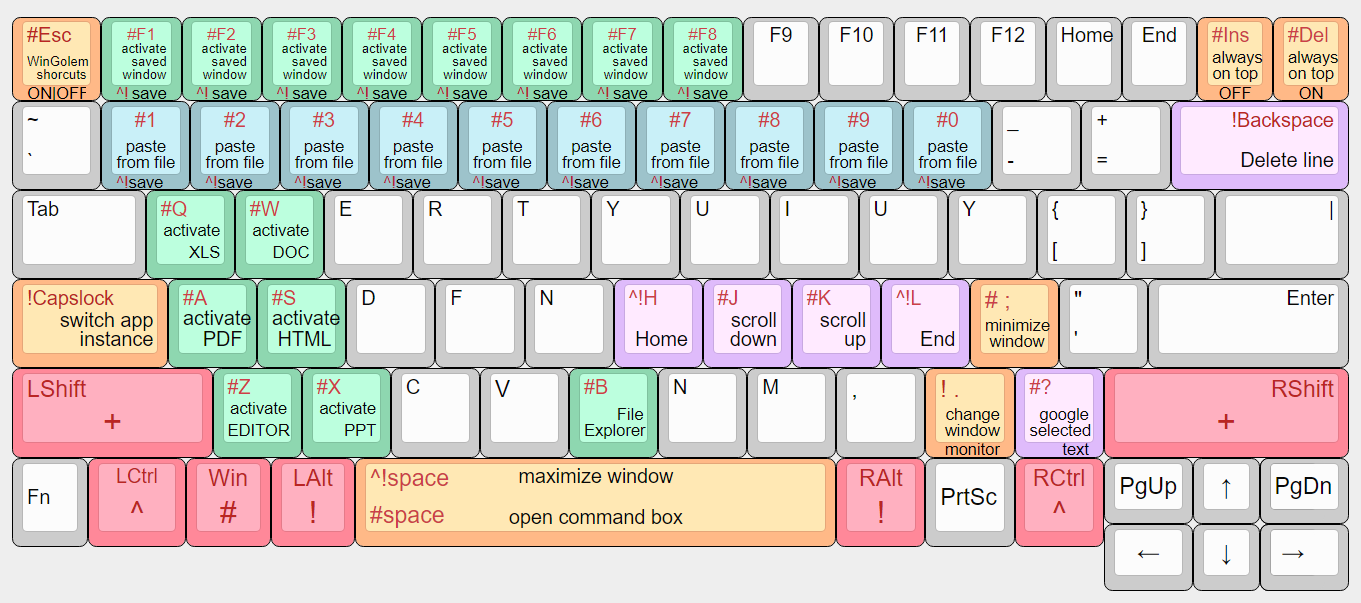 #Esc
WinGolem
shorcuts
ON|OFF
#F1
activate
saved
window
^! save
#F2
activate
saved
window
^! save
#F3
activate
saved
window
^! save
#F4
activate
saved
window
^! save
#F5
activate
saved
window
^! save
#F6
activate
saved
window
^! save
#F7
activate
saved
window
^! save
#F8
activate
saved
window
^! save
F9
F10
F11
F12
Home
End
#Ins
always
on top
OFF
#Del
always
on top
ON
~
`
#1
paste
from file
^!save
#2
paste
from file
^!save
#3
paste
from file
^!save
#4
paste
from file
^!save
#5
paste
from file
^!save
#6
paste
from file
^!save
#7
paste
from file
^!save
#8
paste
from file
^!save
#9
paste
from file
^!save
#0
paste
from file
^!save
_
-
+
=
!Backspace
Delete line
Tab
#Q
activate
XLS
#W
activate
DOC
E
R
T
Y
U
I
U
Y
{
[
}
]
|
!Capslock
switch app
instance
#A
activate
PDF
#S
activate
HTML
D
F
N
^!H
Home
#J
scroll
down
#K
scroll
up
^!L
End
# ;
minimize
window
"
'
Enter
LShift
+
#Z
activate
EDITOR
#X
activate
PPT
C
V
#B
File
Explorer
N
M
,
! .
change
window
monitor
#?
google
selected
text
RShift
+
Fn
LCtrl
^
Win
#
LAlt
!
^!space maximize window
#space open command box
RAlt
!
PrtSc
RCtrl
^
PgUp
↑
PgDn
←
↓
→